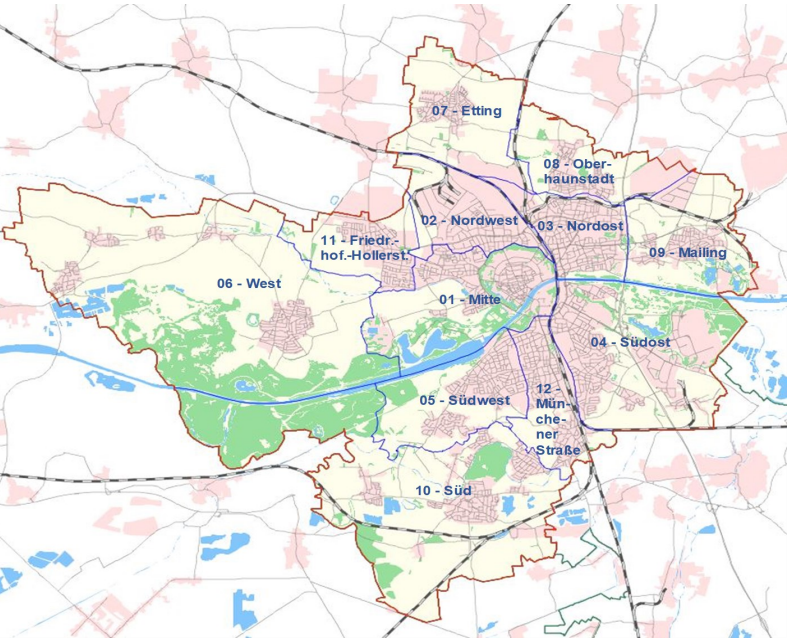 07 - Etting
08 - Ober-
haunstadt
02 - Nordwest
03 - Nordost
11 - Friedr.-
hof.-Hollerst.
09 - Mailing
06 - West
01 - Mitte
04 - Südost
05 - Südwest
12 -
Mün-
che-
ner
Straße
10 - Süd